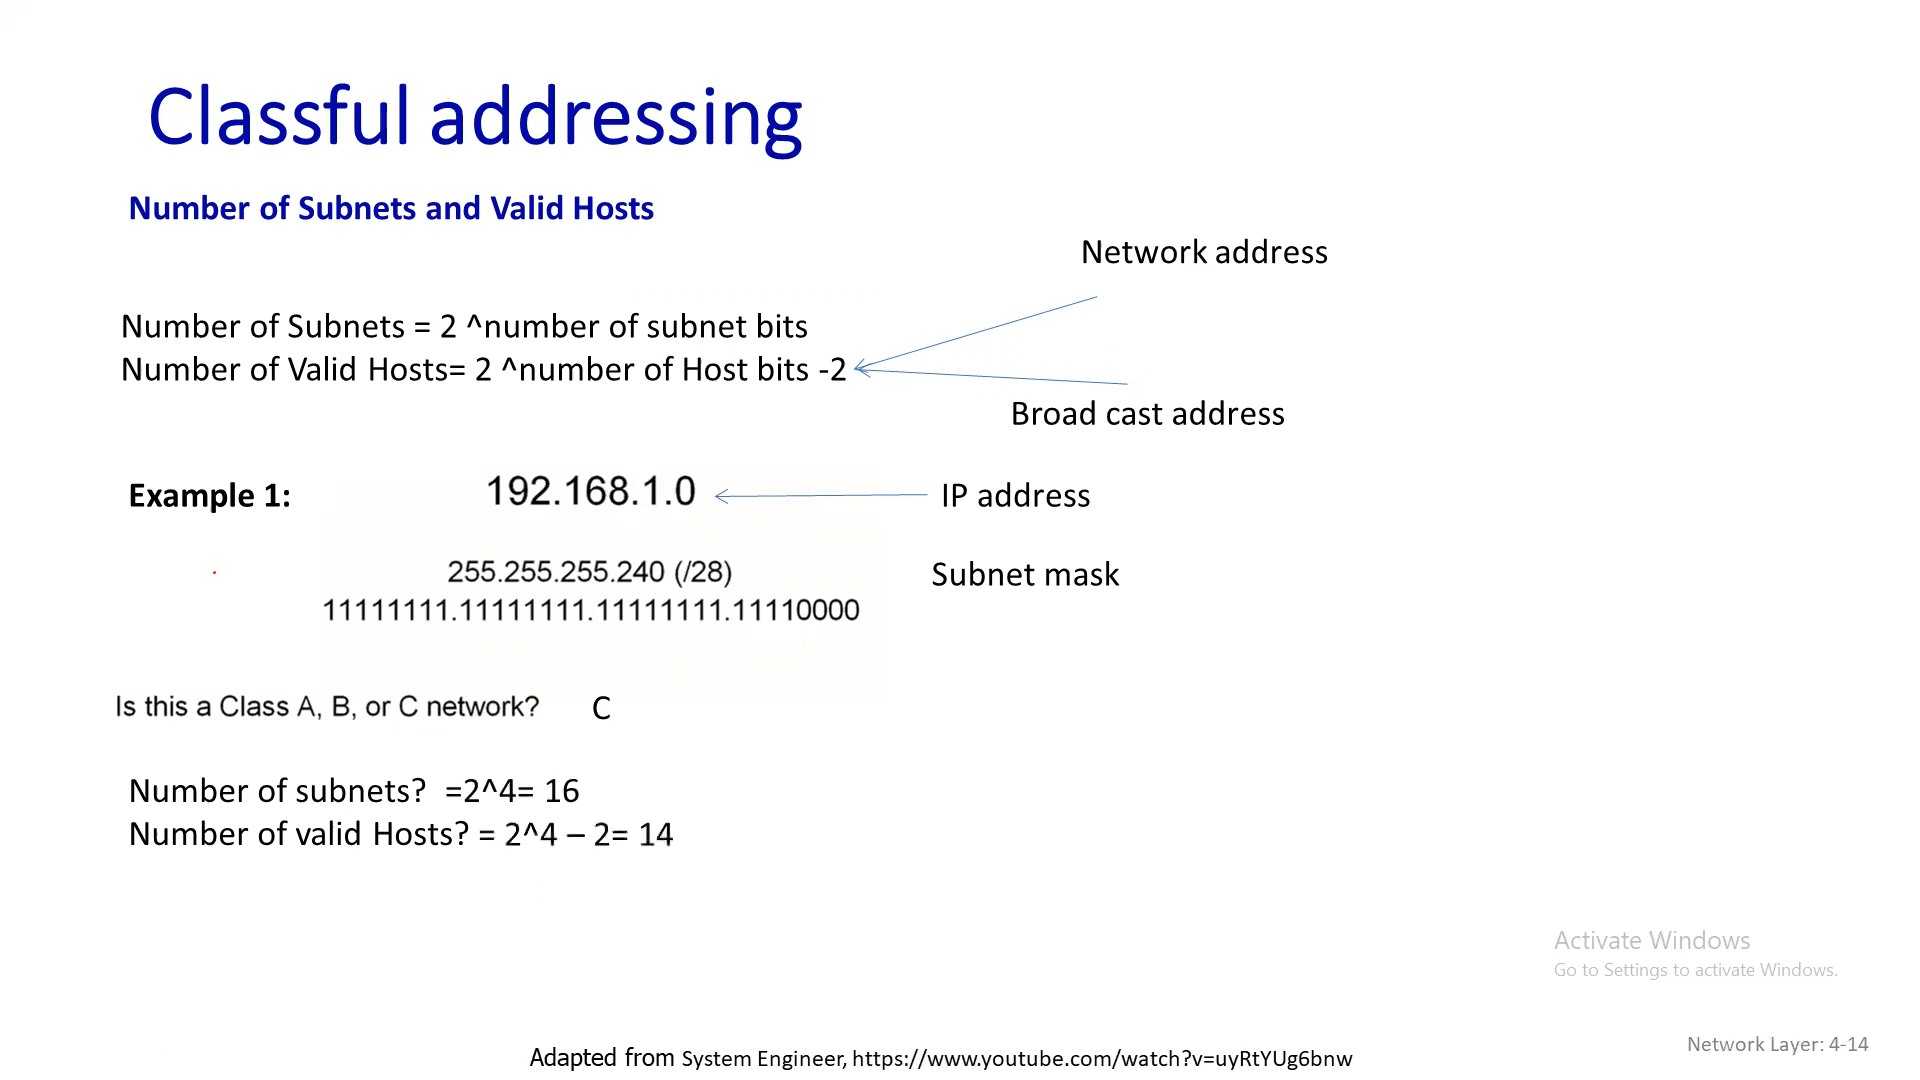 Classful addressing
Number of Subnets and Valid Hosts
Network address
Number of Subnets = 2 ^number of subnet bits
Number of Valid Hosts= 2 ^number of Host bits -2
Broad cast address
Example 1:
192.168.1.0
IP address
255.255.255.240 (/28)
Subnet mask
11111111.11111111.11111111.11110000
Is this a Class A, B, or C network? C
Number of subnets? =2^4= 16
Number of valid Hosts? = 2^4 – 2= 14
Activate Windows
Go to Settings to activate Windows.
Network Layer: 4-14
Adapted from System Engineer, https://www.youtube.com/watch?v=uyRtYUg6bnw